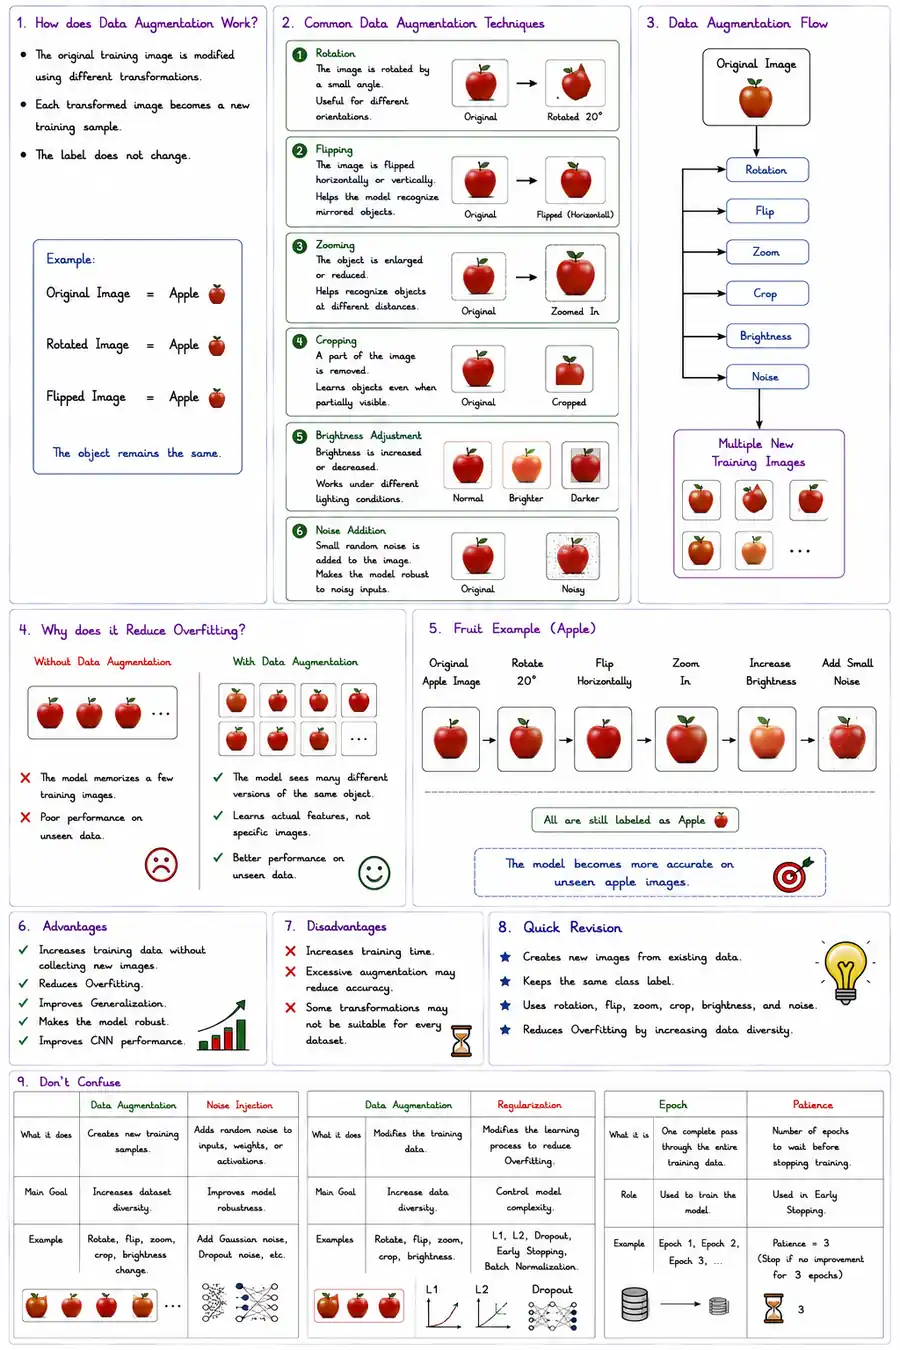 1. How does Data Augmentation Work?
• The original training image is modified
using different transformations.
• Each transformed image becomes a new
training sample.
• The label does not change.
Example:
Original Image = Apple
Rotated Image = Apple
Flipped Image = Apple
The object remains the same.
2. Common Data Augmentation Techniques
1 Rotation
The image is rotated by
a small angle.
Useful for different
orientations.
Original
Rotated 20°
2 Flipping
The image is flipped
horizontally or vertically.
Helps the model recognize
mirrored objects.
Original
Flipped (Horizontall)
3 Zooming
The object is enlarged
or reduced.
Helps recognize objects
at different distances.
Original
Zoomed In
4 Cropping
A part of the image
is removed.
Learns objects even when
partially visible.
Original
Cropped
5 Brightness Adjustment
Brightness is increased
or decreased.
Works under different
lighting conditions.
Normal
Brighter
Darker
6 Noise Addition
Small random noise is
added to the image.
Makes the model robust
to noisy inputs.
Original
Noisy
3. Data Augmentation Flow
Original Image
Rotation
Flip
Zoom
Crop
Brightness
Noise
Multiple New
Training Images
...
4. Why does it Reduce Overfitting?
Without Data Augmentation
...
✗ The model memorizes a few
training images.
✗ Poor performance on
unseen data.
With Data Augmentation
...
✓ The model sees many different
versions of the same object.
✓ Learns actual features, not
specific images.
✓ Better performance on
unseen data.
5. Fruit Example (Apple)
Original
Apple Image
Rotate
20°
Flip
Horizontally
Zoom
In
Increase
Brightness
Add Small
Noise
All are still labeled as Apple
The model becomes more accurate on
unseen apple images.
6. Advantages
✓ Increases training data without
collecting new images.
✓ Reduces Overfitting.
✓ Improves Generalization.
✓ Makes the model robust.
✓ Improves CNN performance.
7. Disadvantages
✗ Increases training time.
✗ Excessive augmentation may
reduce accuracy.
✗ Some transformations may
not be suitable for every
dataset.
8. Quick Revision
★ Creates new images from existing data.
★ Keeps the same class label.
★ Uses rotation, flip, zoom, crop, brightness, and noise.
★ Reduces Overfitting by increasing data diversity.
9. Don't Confuse
Data Augmentation
Noise Injection
What it does
Creates new training
samples.
Adds random noise to
inputs, weights, or
activations.
Main Goal
Increases dataset
diversity.
Improves model
robustness.
Example
Rotate, flip, zoom,
crop, brightness
change.
Add Gaussian noise,
Dropout noise, etc.
...
Data Augmentation
Regularization
What it does
Modifies the training
data.
Modifies the learning
process to reduce
Overfitting.
Main Goal
Increase data
diversity.
Control model
complexity.
Examples
Rotate, flip, zoom,
crop, brightness.
L1, L2, Dropout,
Early Stopping,
Batch Normalization.
L1
L2
Dropout
Epoch
Patience
What it is
One complete pass
through the entire
training data.
Number of epochs
to wait before
stopping training.
Role
Used to train the
model.
Used in Early
Stopping.
Example
Epoch 1, Epoch 2,
Epoch 3, ...
Patience = 3
(Stop if no improvement
for 3 epochs)
3